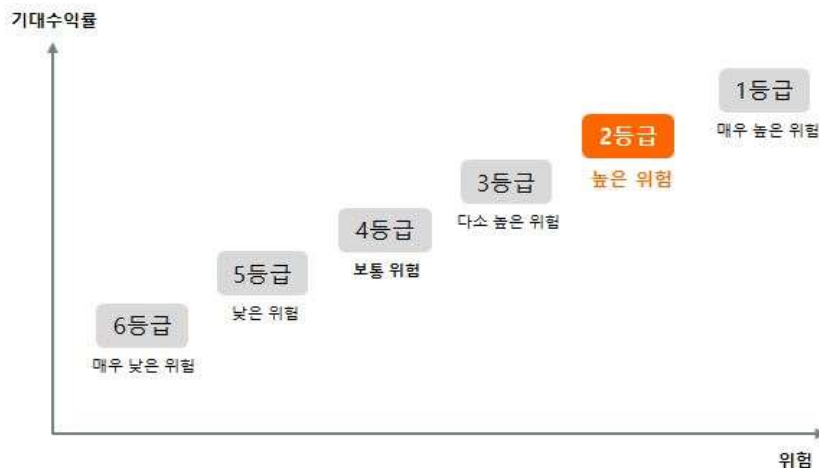 기대수익률
1등급
매우 높은 위험
2등급
높은 위험
3등급
다소 높은 위험
4등급
보통 위험
5등급
낮은 위험
6등급
매우 낮은 위험
위험